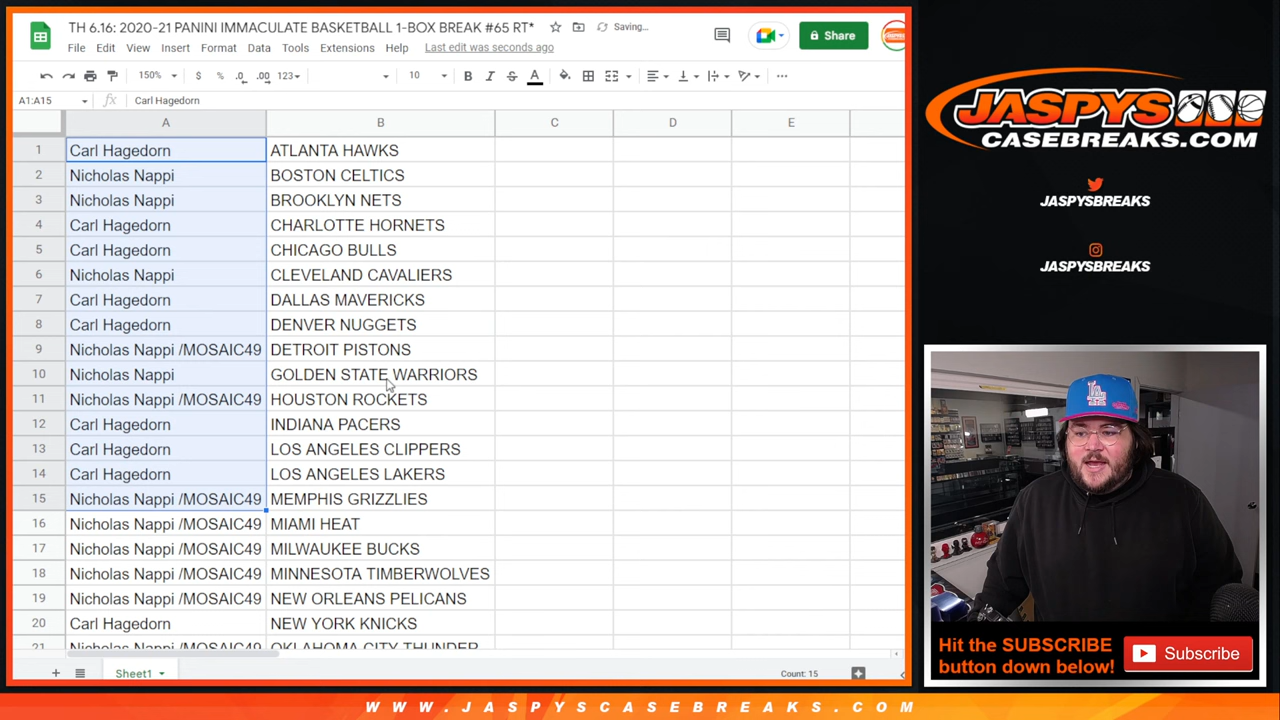 TH 6.16: 2020-21 PANINI IMMACULATE BASKETBALL 1-BOX BREAK #65 RT*
Saving...
File Edit View Insert Format Data Tools Extensions Help Last edit was seconds ago
Share
150% $ % .0 .00 123 10 B I S A
A1:A15 fx Carl Hagedorn
A B C D E
1 Carl Hagedorn ATLANTA HAWKS
2 Nicholas Nappi BOSTON CELTICS
3 Nicholas Nappi BROOKLYN NETS
4 Carl Hagedorn CHARLOTTE HORNETS
5 Carl Hagedorn CHICAGO BULLS
6 Nicholas Nappi CLEVELAND CAVALIERS
7 Carl Hagedorn DALLAS MAVERICKS
8 Carl Hagedorn DENVER NUGGETS
9 Nicholas Nappi /MOSAIC49 DETROIT PISTONS
10 Nicholas Nappi GOLDEN STATE WARRIORS
11 Nicholas Nappi /MOSAIC49 HOUSTON ROCKETS
12 Carl Hagedorn INDIANA PACERS
13 Carl Hagedorn LOS ANGELES CLIPPERS
14 Carl Hagedorn LOS ANGELES LAKERS
15 Nicholas Nappi /MOSAIC49 MEMPHIS GRIZZLIES
16 Nicholas Nappi /MOSAIC49 MIAMI HEAT
17 Nicholas Nappi /MOSAIC49 MILWAUKEE BUCKS
18 Nicholas Nappi /MOSAIC49 MINNESOTA TIMBERWOLVES
19 Nicholas Nappi /MOSAIC49 NEW ORLEANS PELICANS
20 Carl Hagedorn NEW YORK KNICKS
21 Nicholas Nappi /MOSAIC49 OKLAHOMA CITY THUNDER
Sheet1
Count: 15
JASPYS
CASEBREAKS.COM
JASPYSBREAKS
JASPYSBREAKS
LA
Hit the SUBSCRIBE
button down below!
Subscribe
WWW.JASPYSCASEBREAKS.COM